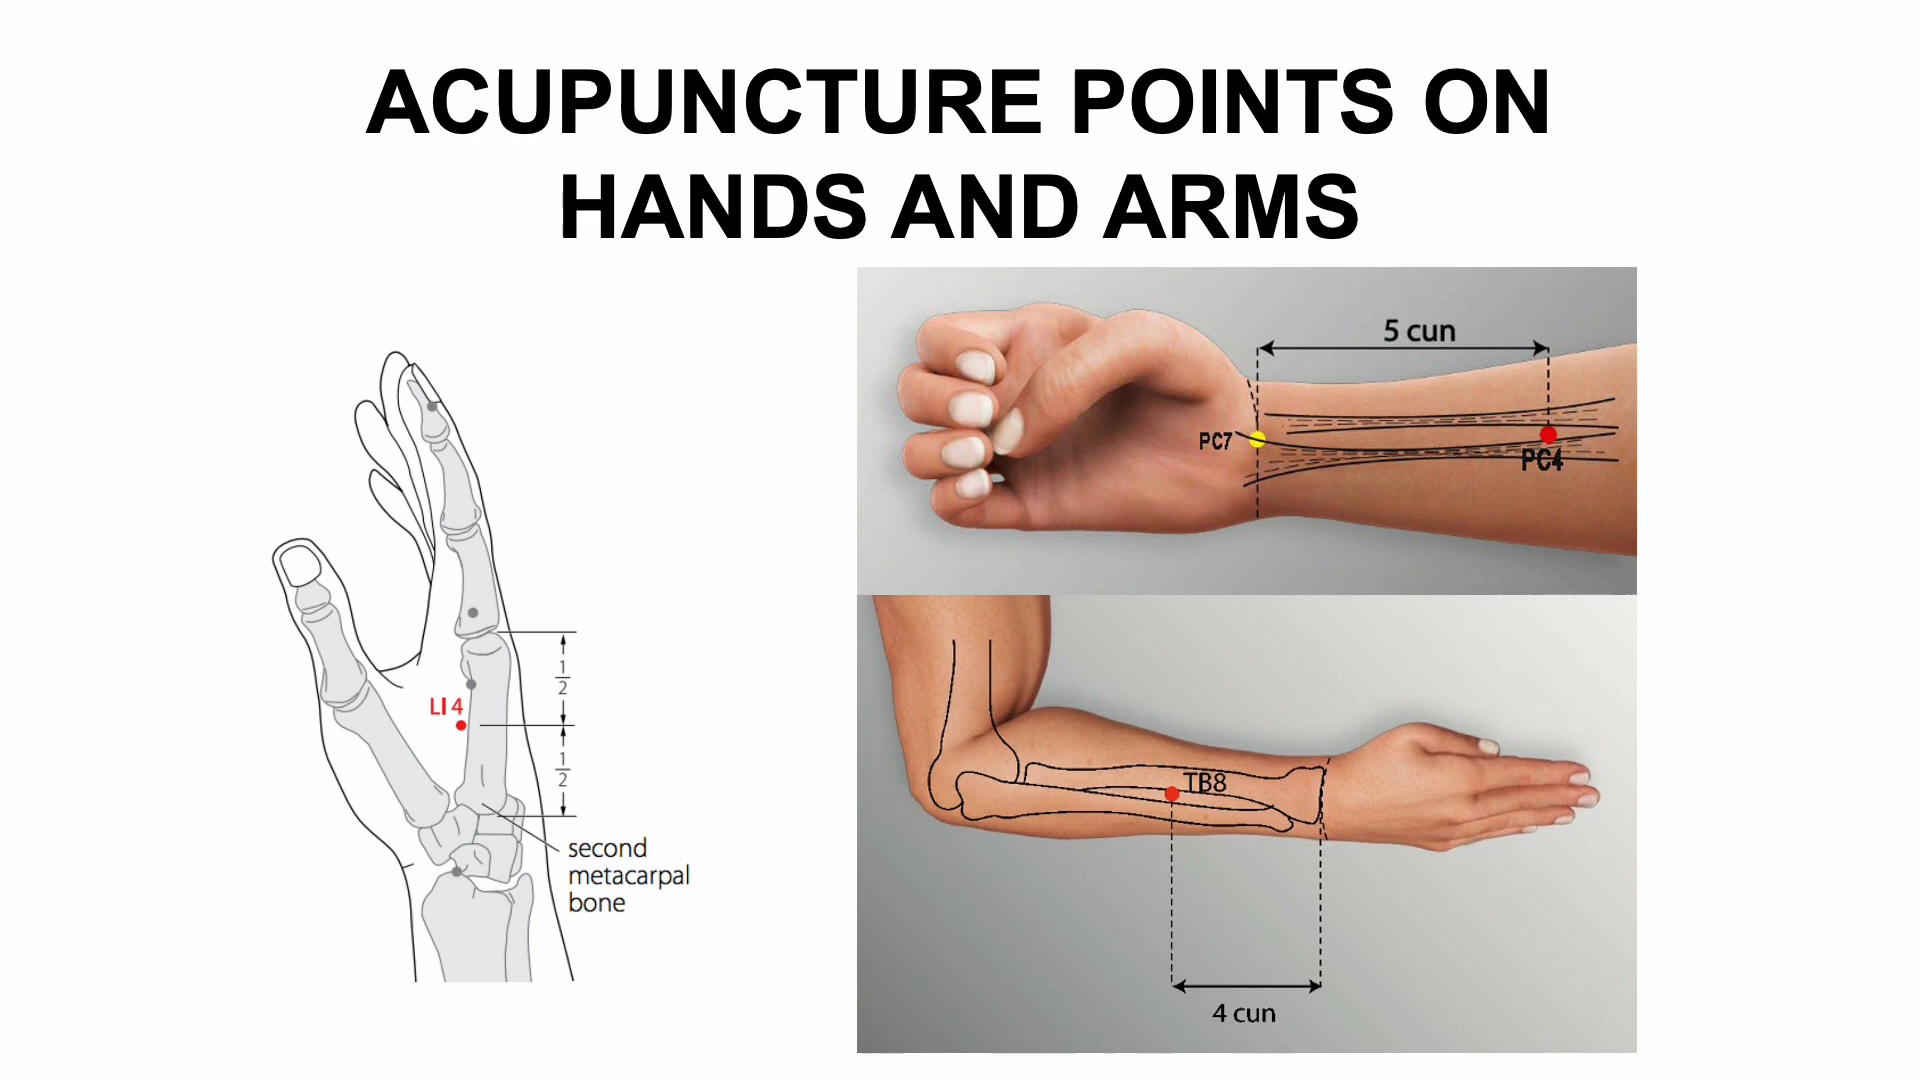 ACUPUNCTURE POINTS ON
HANDS AND ARMS
LI 4
1
2
1
2
second
metacarpal
bone
5 cun
PC7
PC4
TB8
4 cun